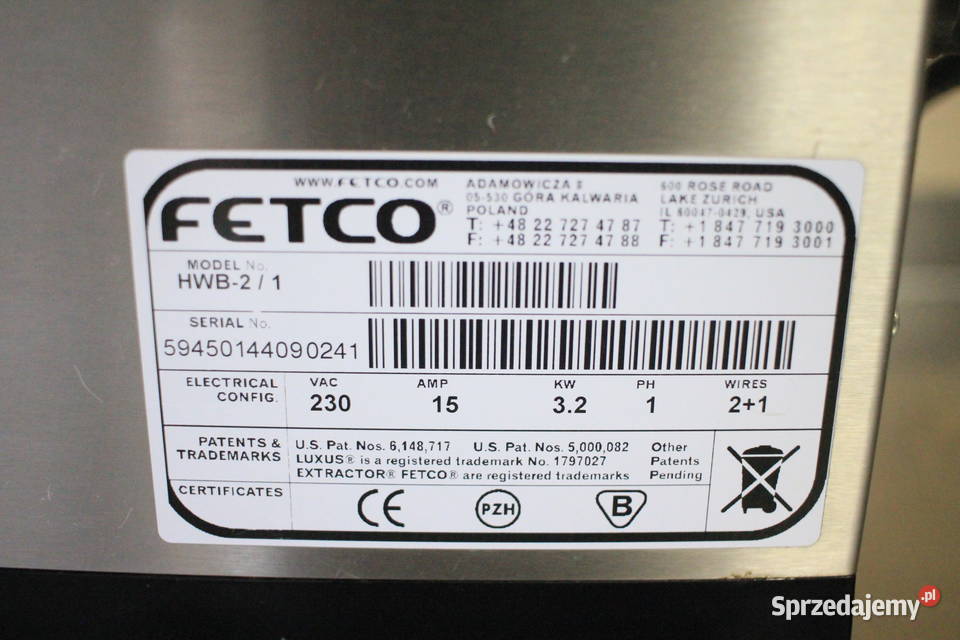 WWW.FETCO.COM
FETCO®
ADAMOWICZA 8
05-530 GÓRA KALWARIA
POLAND
T: +48 22 727 47 87
F: +48 22 727 47 88
600 ROSE ROAD
LAKE ZURICH
IL 60047-0429, USA
T: +1 847 719 3000
F: +1 847 719 3001
MODEL No.
HWB-2 / 1
SERIAL No.
59450144090241
ELECTRICAL CONFIG.
VAC AMP KW PH WIRES
230 15 3.2 1 2+1
PATENTS &
TRADEMARKS
U.S. Pat. Nos. 6,148,717 U.S. Pat. Nos. 5,000,082
LUXUS® is a registered trademark No. 1797027
EXTRACTOR® FETCO® are registered trademarks
Other
Patents
Pending
CERTIFICATES
CE
PZH
B
Sprzedajemy.pl